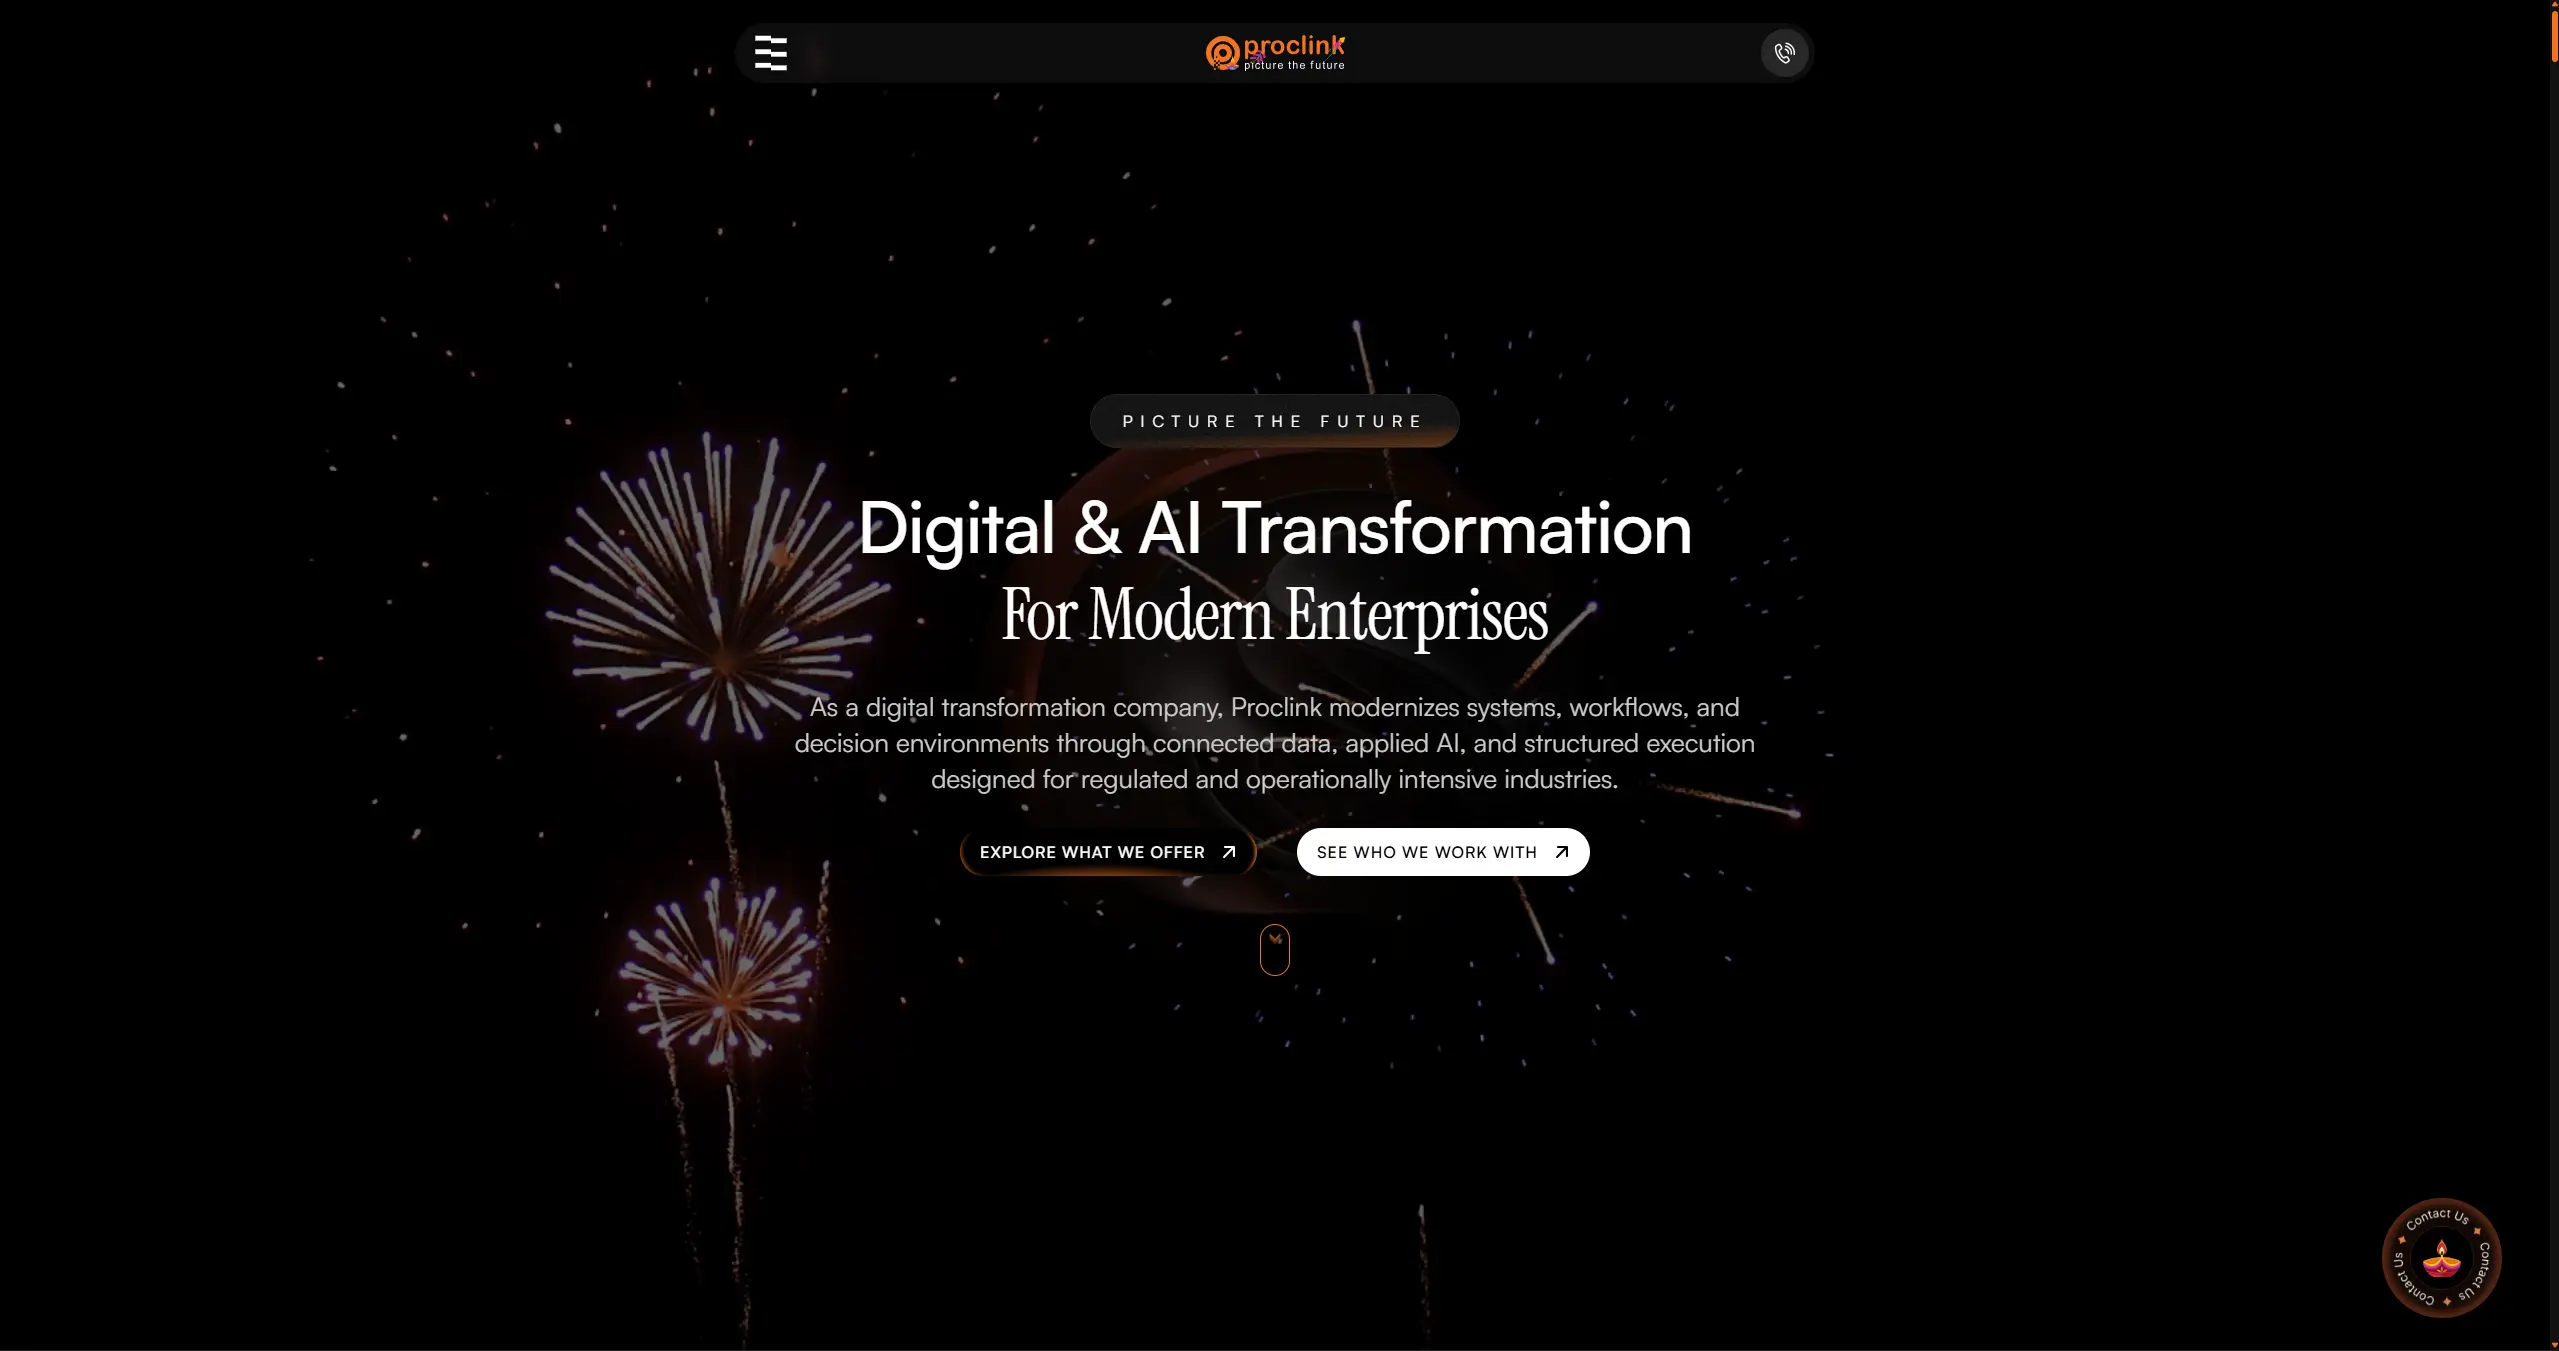 proclink
picture the future
PICTURE THE FUTURE
Digital & AI Transformation
For Modern Enterprises
As a digital transformation company, Proclink modernizes systems, workflows, and
decision environments through connected data, applied AI, and structured execution
designed for regulated and operationally intensive industries.
EXPLORE WHAT WE OFFER
SEE WHO WE WORK WITH
Contact Us
Contact Us
Contact Us
Contact Us